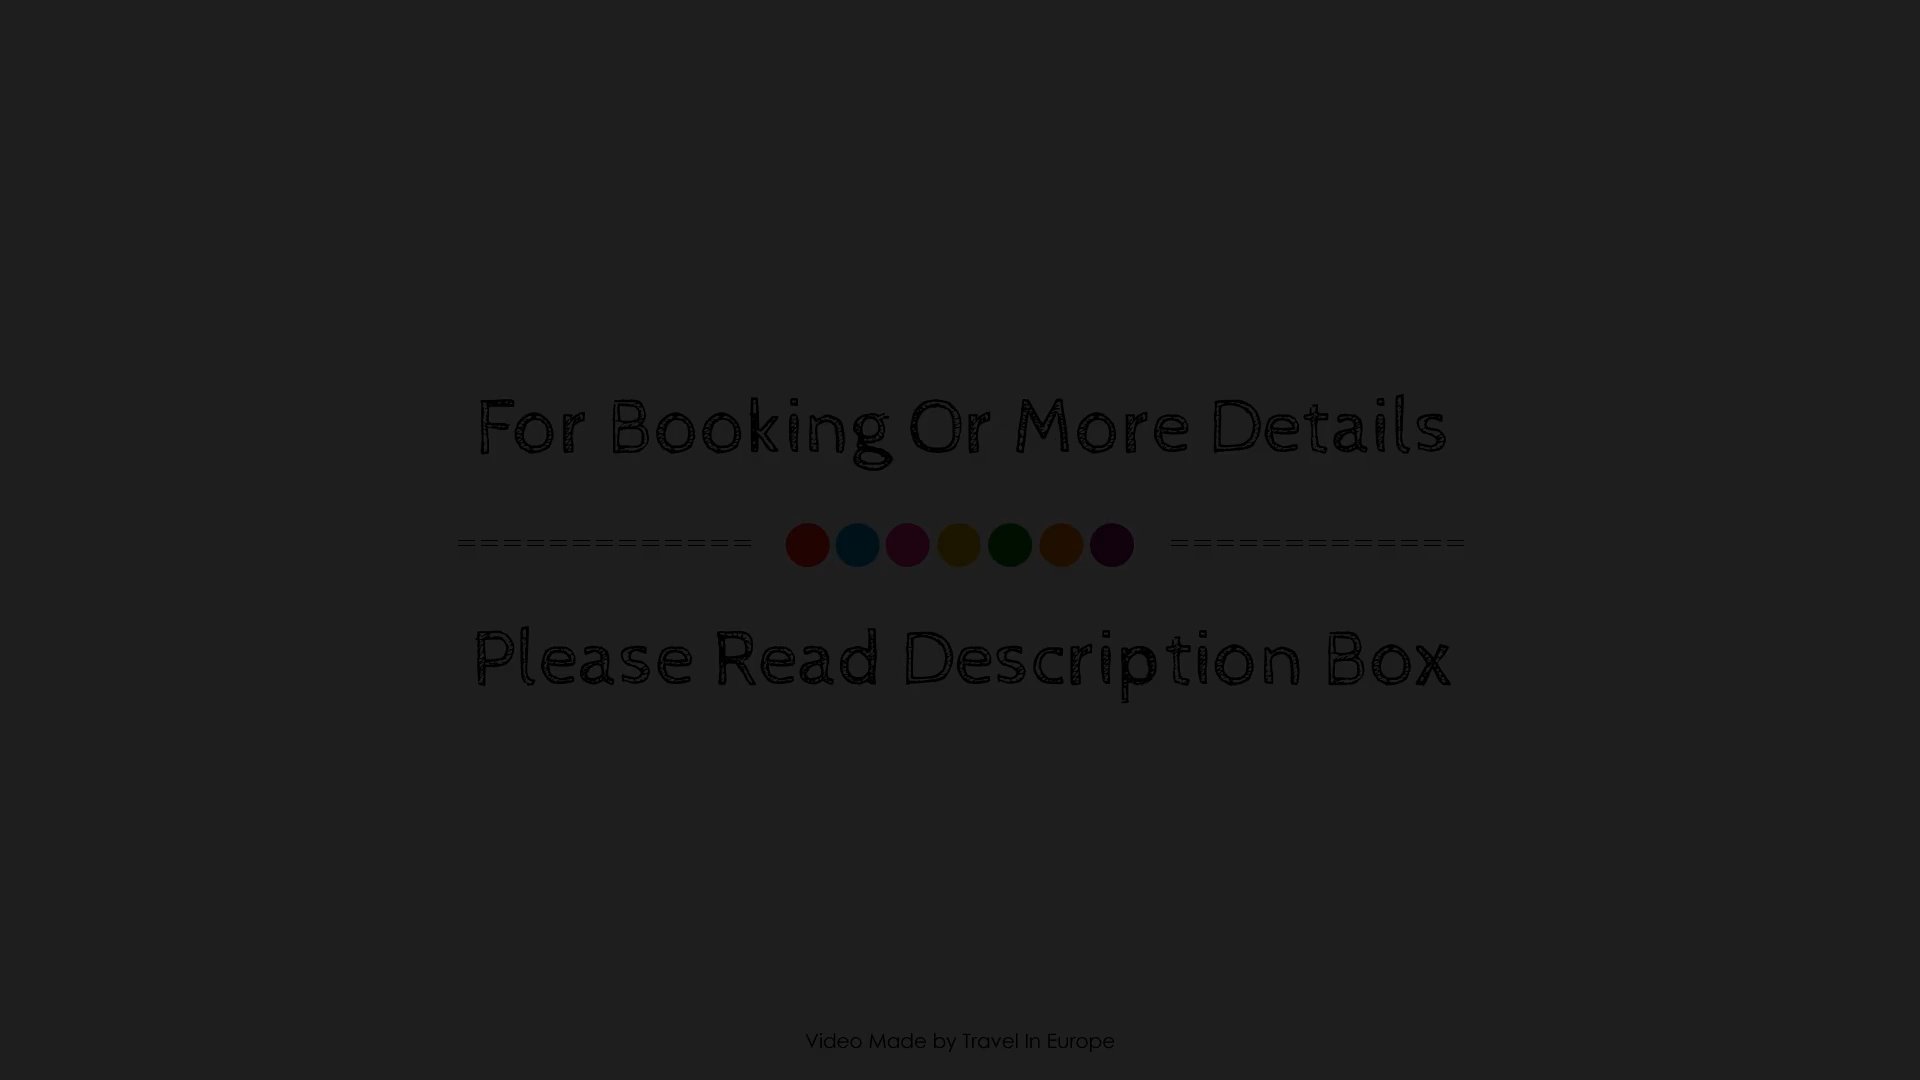 For Booking Or More Details
============= =============
Please Read Description Box
Video Made by Travel In Europe